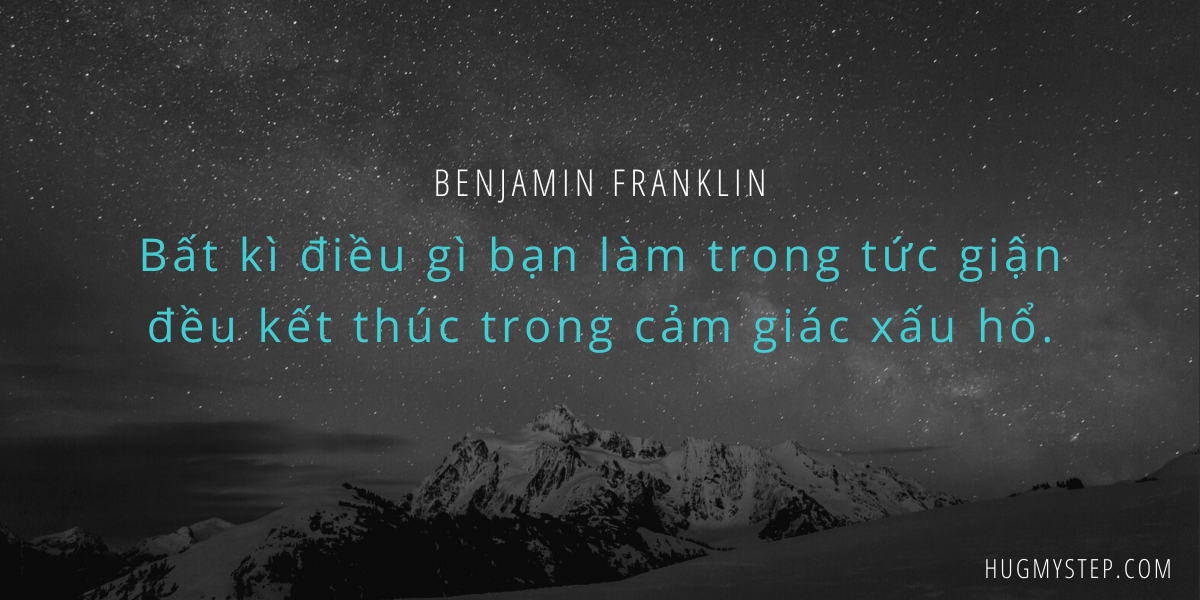 BENJAMIN FRANKLIN
Bất kì điều gì bạn làm trong tức giận
đều kết thúc trong cảm giác xấu hổ.
HUGMYSTEP.COM